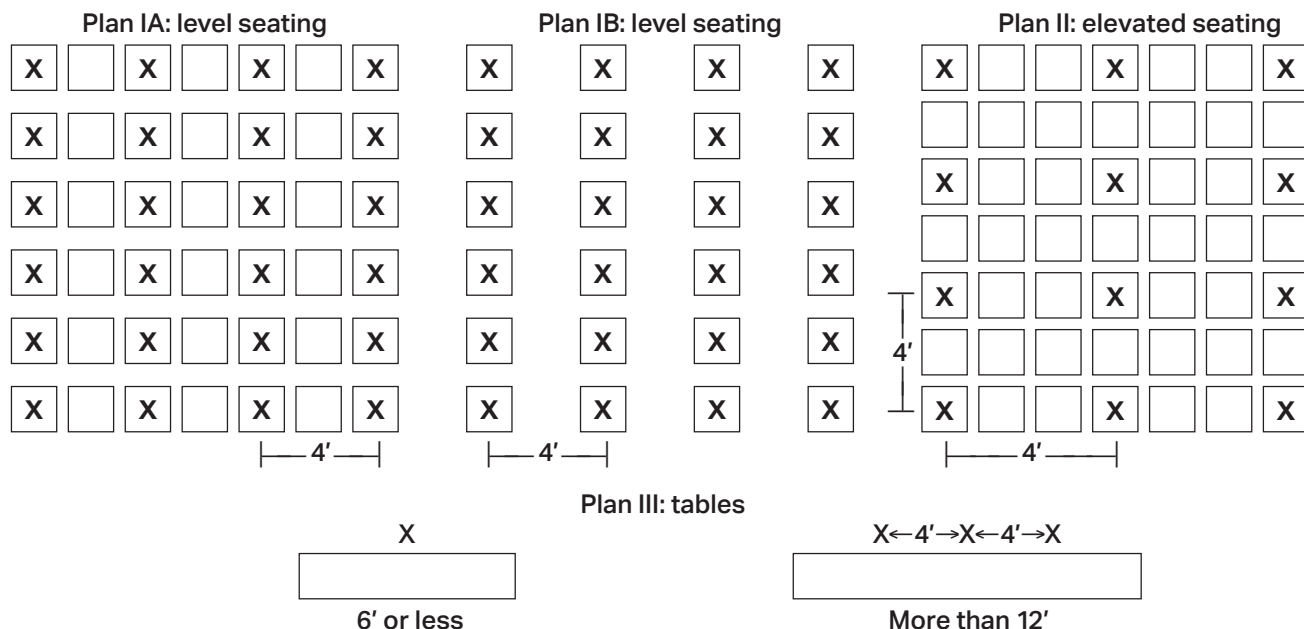 Plan IA: level seating Plan IB: level seating Plan II: elevated seating
X X X X X X X X X X X
X X X X X X X X
X X X X X X X X X X X
X X X X X X X X
X X X
4'
X X X X X X X X
X X X X X X X X X X X
4' 4' 4'
Plan III: tables
X X←4'→X←4'→X
6' or less More than 12'